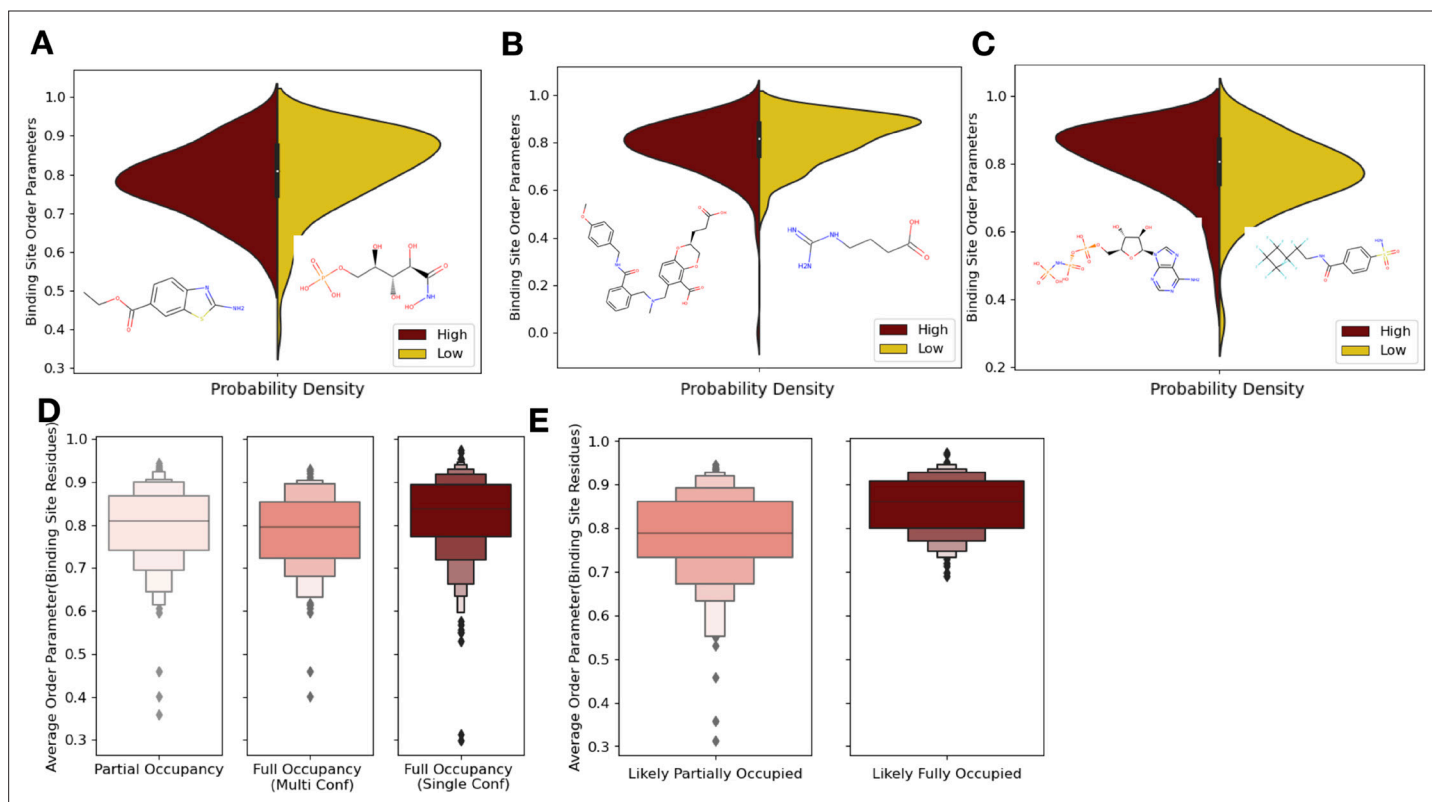 A
B
C
Binding Site Order Parameters
1.0
0.9
0.8
0.7
0.6
0.5
0.4
0.3
High
Low
Probability Density
Binding Site Order Parameters
1.0
0.8
0.6
0.4
0.2
0.0
High
Low
Probability Density
Binding Site Order Parameters
1.0
0.8
0.6
0.4
0.2
High
Low
Probability Density
D
E
Average Order Parameter(Binding Site Residues)
1.0
0.9
0.8
0.7
0.6
0.5
0.4
0.3
Partial Occupancy
Full Occupancy
(Multi Conf)
Full Occupancy
(Single Conf)
Average Order Parameter(Binding Site Residues)
1.0
0.9
0.8
0.7
0.6
0.5
0.4
0.3
Likely Partially Occupied
Likely Fully Occupied